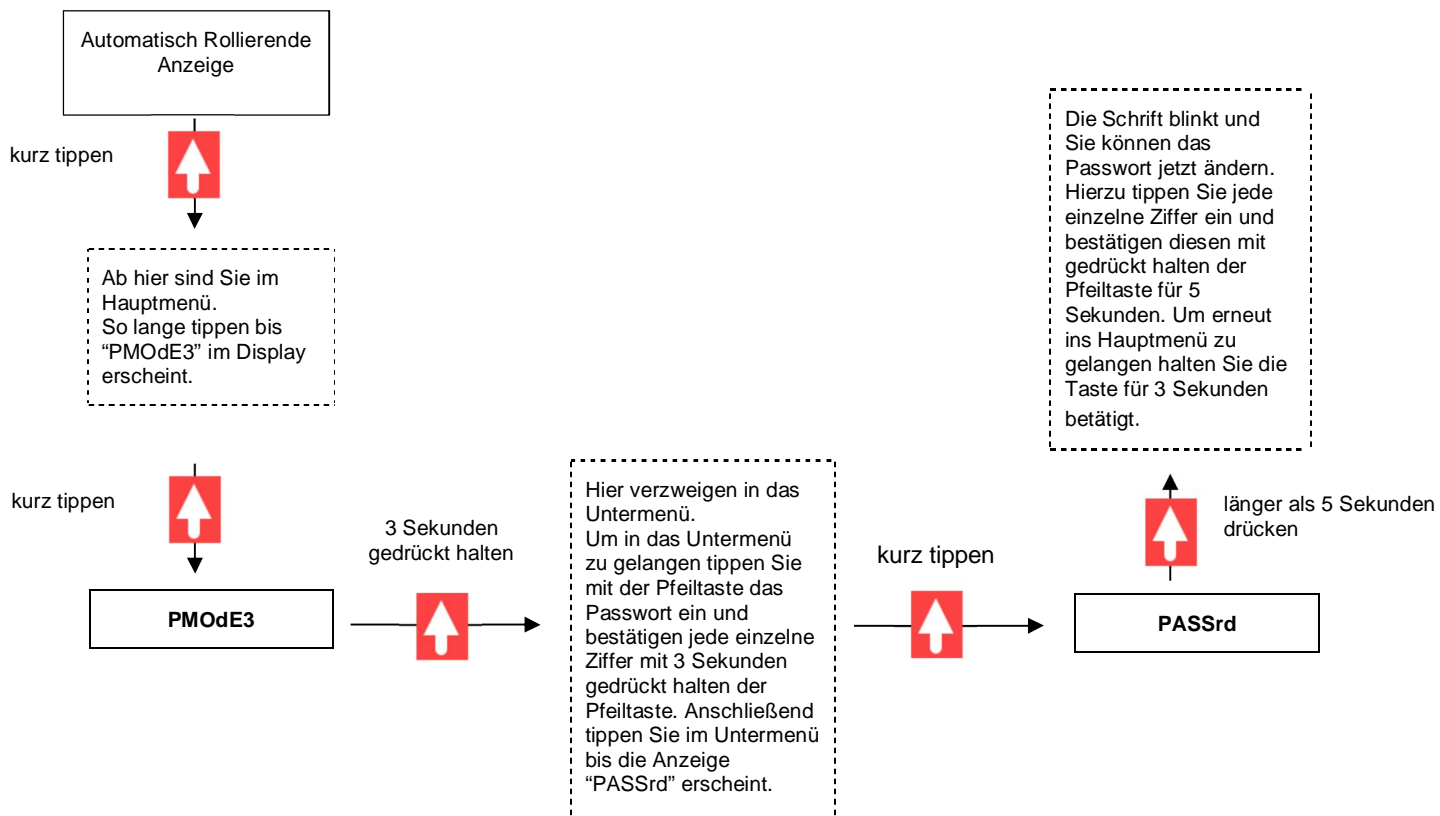 Automatisch Rollierende
Anzeige
kurz tippen
Ab hier sind Sie im
Hauptmenü.
So lange tippen bis
“PMOdE3” im Display
erscheint.
kurz tippen
PMOdE3
3 Sekunden
gedrückt halten
Hier verzweigen in das
Untermenü.
Um in das Untermenü
zu gelangen tippen Sie
mit der Pfeiltaste das
Passwort ein und
bestätigen jede einzelne
Ziffer mit 3 Sekunden
gedrückt halten der
Pfeiltaste. Anschließend
tippen Sie im Untermenü
bis die Anzeige
“PASSrd” erscheint.
kurz tippen
PASSrd
länger als 5 Sekunden
drücken
Die Schrift blinkt und
Sie können das
Passwort jetzt ändern.
Hierzu tippen Sie jede
einzelne Ziffer ein und
bestätigen diesen mit
gedrückt halten der
Pfeiltaste für 5
Sekunden. Um erneut
ins Hauptmenü zu
gelangen halten Sie die
Taste für 3 Sekunden
betätigt.